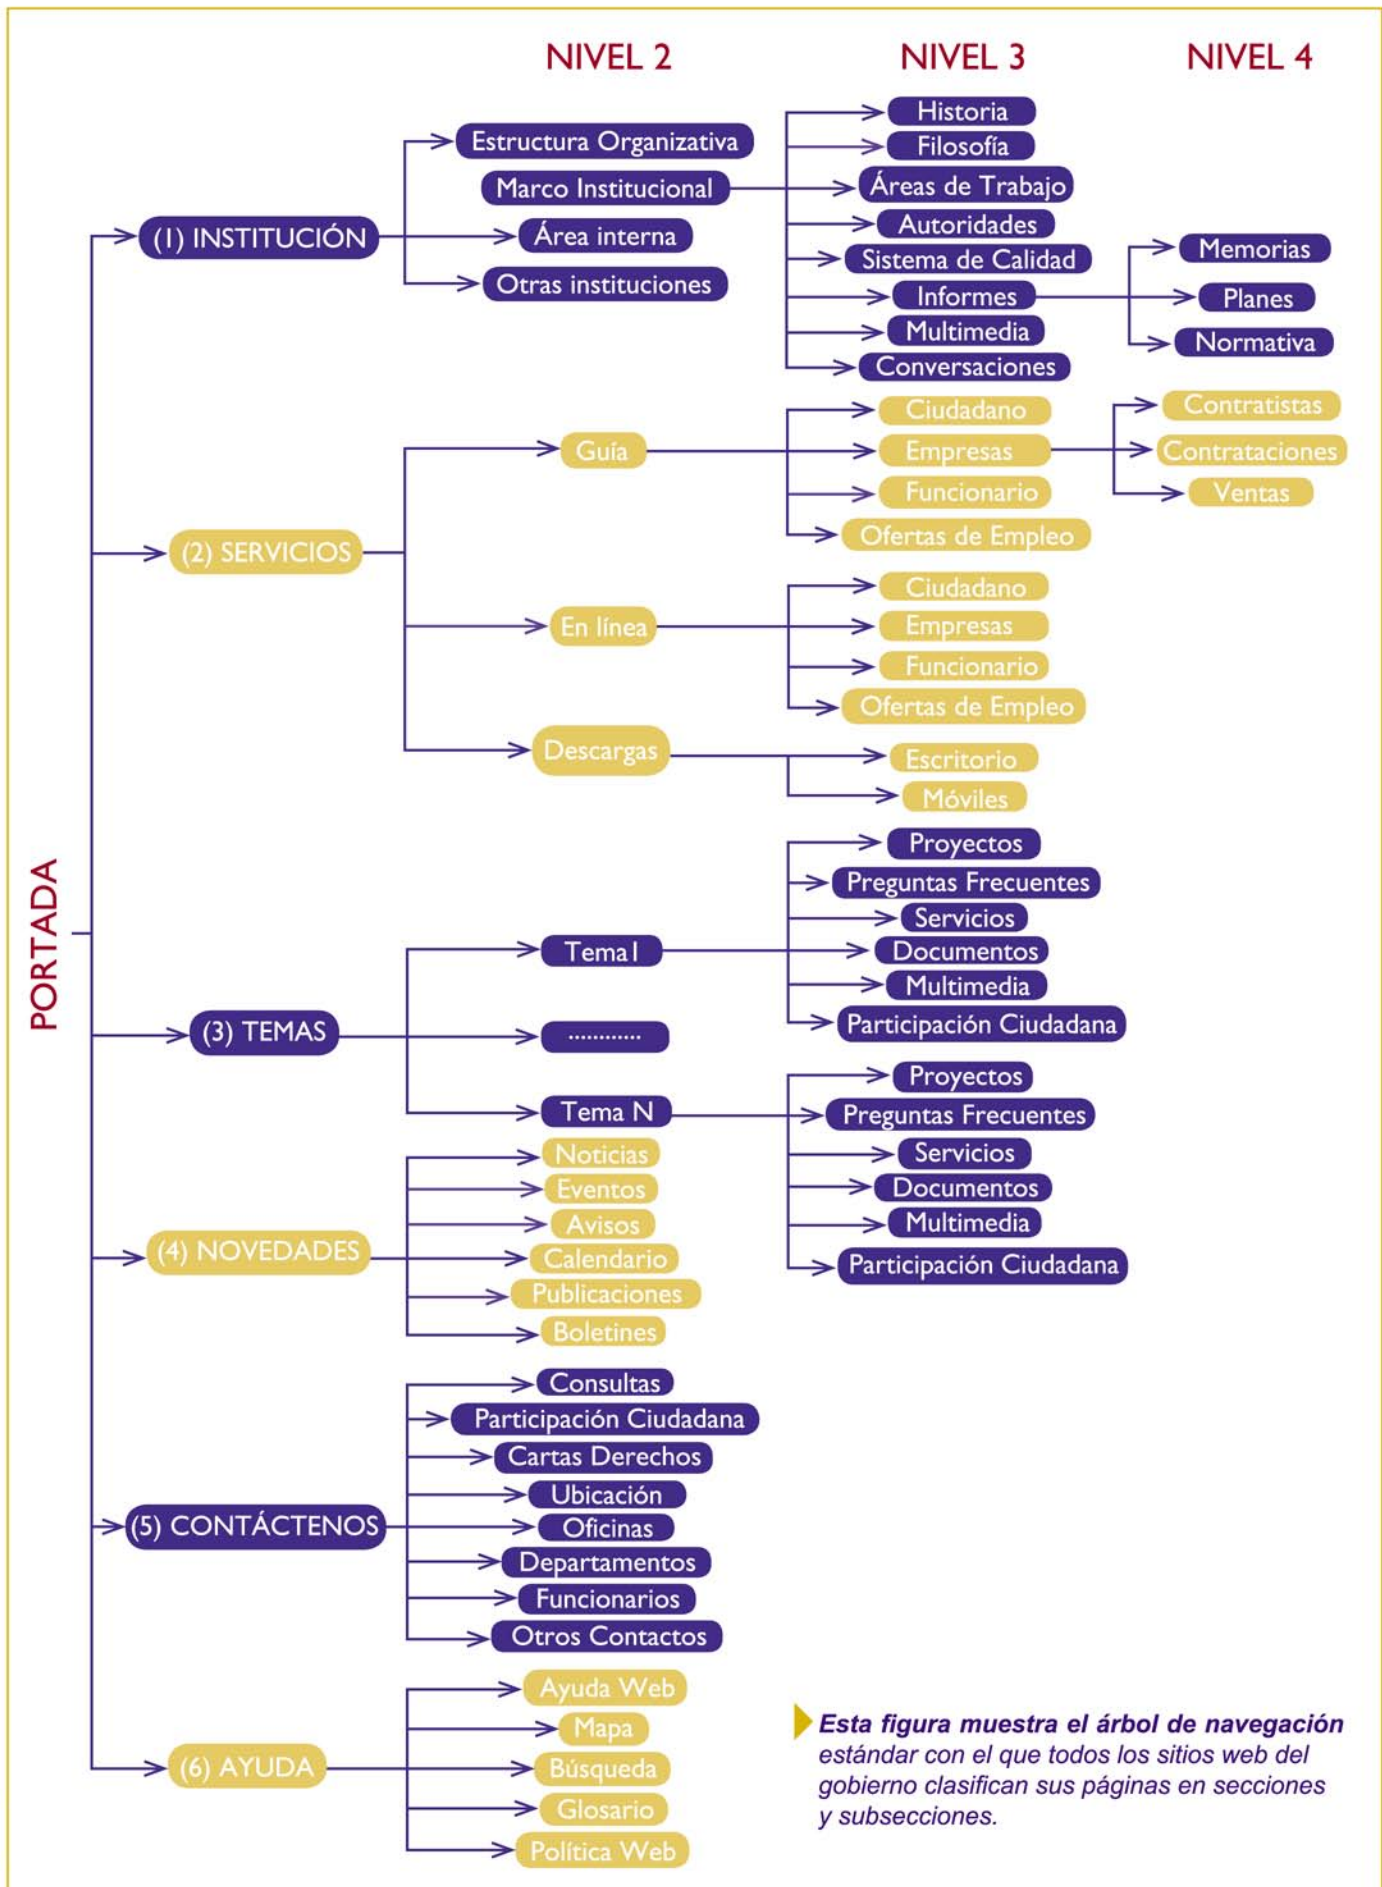 NIVEL 2
NIVEL 3
NIVEL 4
PORTADA
(1) INSTITUCIÓN
Estructura Organizativa
Marco Institucional
Área interna
Otras instituciones
Historia
Filosofía
Áreas de Trabajo
Autoridades
Sistema de Calidad
Informes
Multimedia
Conversaciones
Memorias
Planes
Normativa
(2) SERVICIOS
Guía
Ciudadano
Empresas
Funcionario
Ofertas de Empleo
Contratistas
Contrataciones
Ventas
En línea
Ciudadano
Empresas
Funcionario
Ofertas de Empleo
Descargas
Escritorio
Móviles
(3) TEMAS
Tema1
............
Tema N
Proyectos
Preguntas Frecuentes
Servicios
Documentos
Multimedia
Participación Ciudadana
Proyectos
Preguntas Frecuentes
Servicios
Documentos
Multimedia
Participación Ciudadana
(4) NOVEDADES
Noticias
Eventos
Avisos
Calendario
Publicaciones
Boletines
(5) CONTÁCTENOS
Consultas
Participación Ciudadana
Cartas Derechos
Ubicación
Oficinas
Departamentos
Funcionarios
Otros Contactos
(6) AYUDA
Ayuda Web
Mapa
Búsqueda
Glosario
Política Web
Esta figura muestra el árbol de navegación
estándar con el que todos los sitios web del
gobierno clasifican sus páginas en secciones
y subsecciones.